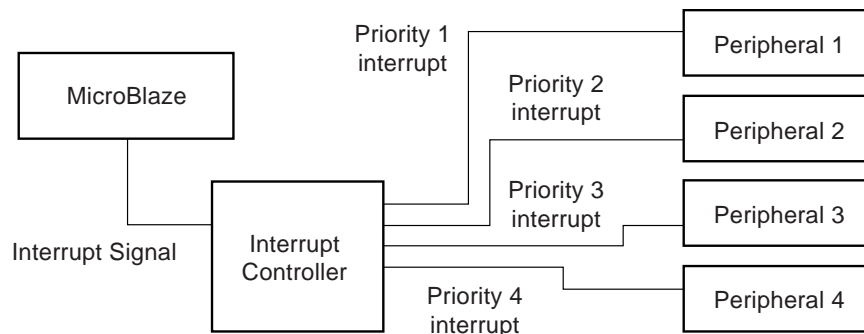 Priority 1
interrupt
Peripheral 1
MicroBlaze
Priority 2
interrupt
Peripheral 2
Priority 3
interrupt
Peripheral 3
Interrupt Signal
Interrupt
Controller
Priority 4
interrupt
Peripheral 4